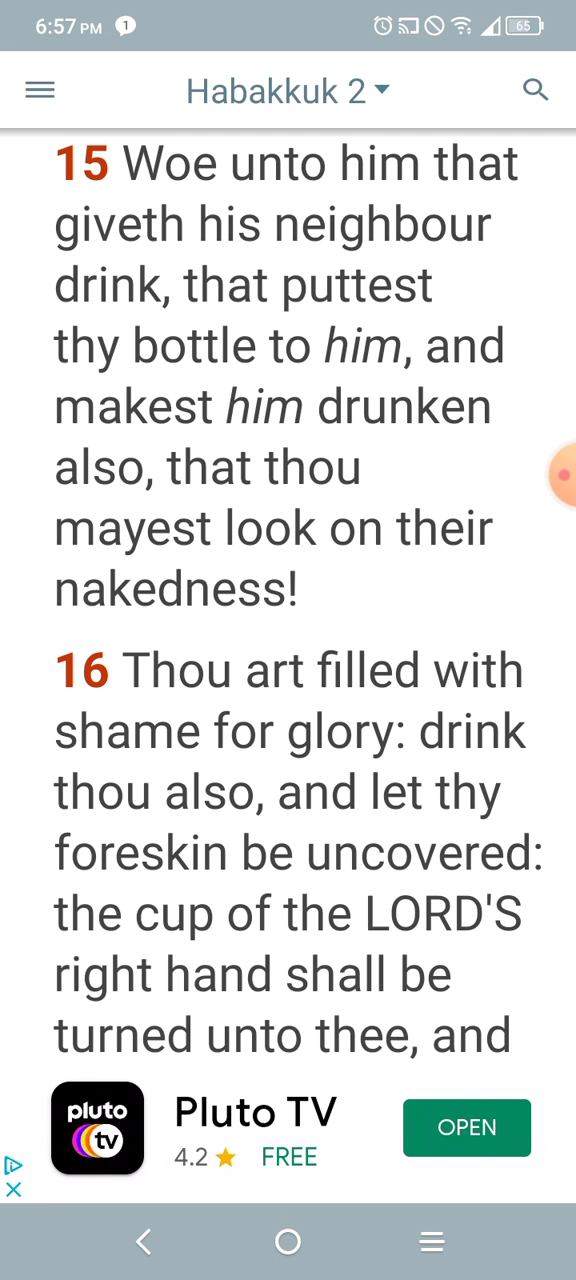 6:57 PM 1 65
Habakkuk 2
15 Woe unto him that
giveth his neighbour
drink, that puttest
thy bottle to him, and
makest him drunken
also, that thou
mayest look on their
nakedness!
16 Thou art filled with
shame for glory: drink
thou also, and let thy
foreskin be uncovered:
the cup of the LORD'S
right hand shall be
turned unto thee, and
pluto
tv
Pluto TV
4.2 FREE
OPEN